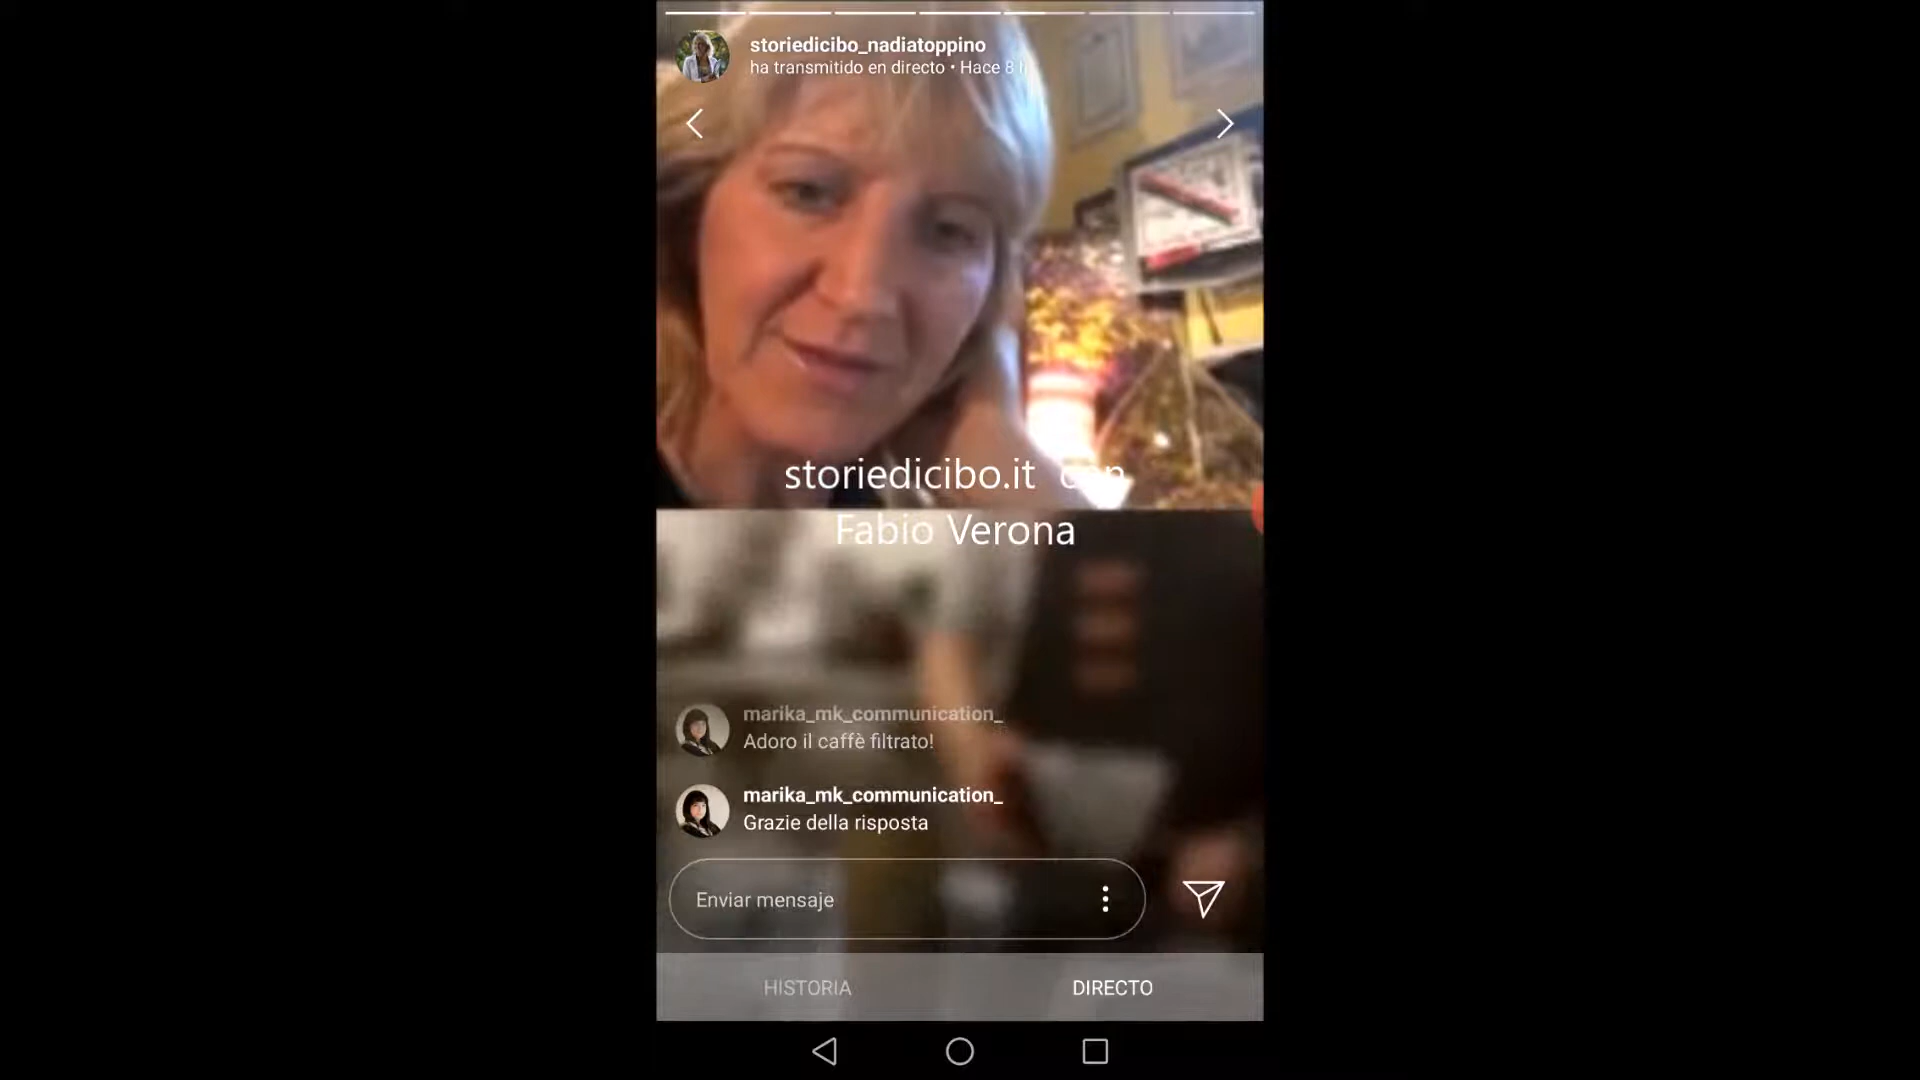 storiedicibo_nadiatoppino
ha transmitido en directo • Hace 8 h
storiedicibo.it con
Fabio Verona
marika_mk_communication_
Adoro il caffè filtrato!
marika_mk_communication_
Grazie della risposta
Enviar mensaje
HISTORIA
DIRECTO